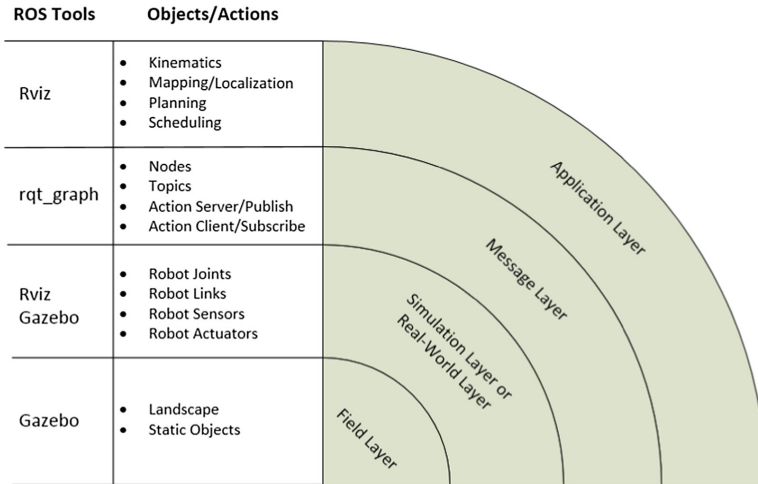 ROS Tools Objects/Actions
Rviz
• Kinematics
• Mapping/Localization
• Planning
• Scheduling
Application Layer
rqt_graph
• Nodes
• Topics
• Action Server/Publish
• Action Client/Subscribe
Message Layer
Rviz
Gazebo
• Robot Joints
• Robot Links
• Robot Sensors
• Robot Actuators
Simulation Layer or
Real-World Layer
Gazebo
• Landscape
• Static Objects
Field Layer